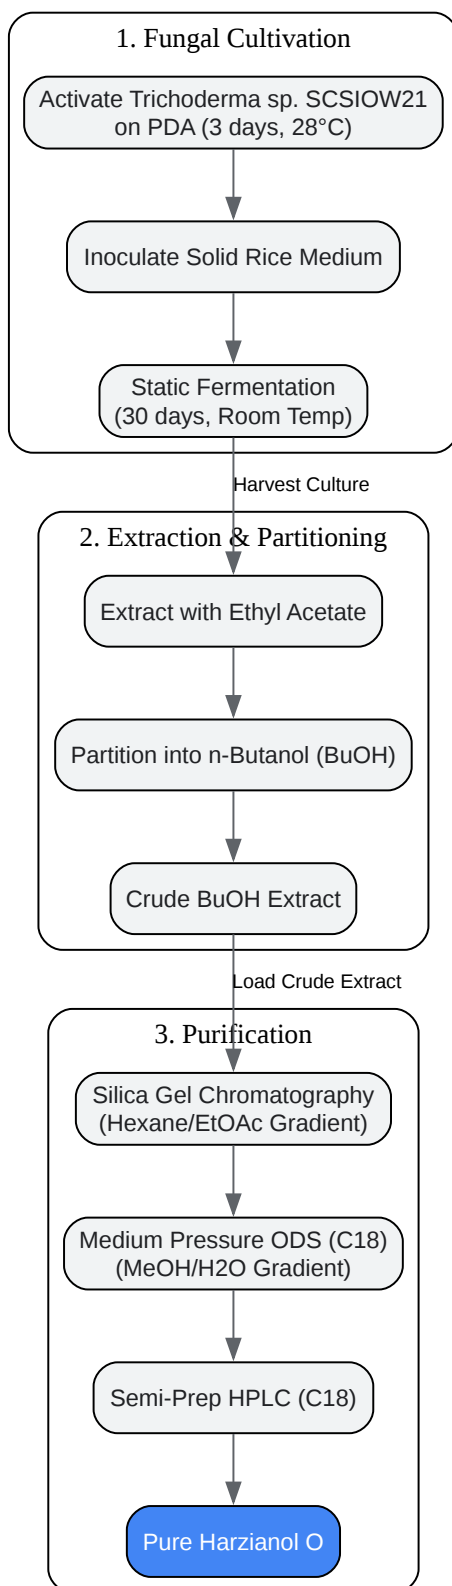 1. Fungal Cultivation
Activate Trichoderma sp. SCSIOW21
on PDA (3 days, 28°C)
Inoculate Solid Rice Medium
Static Fermentation
(30 days, Room Temp)
Harvest Culture
2. Extraction & Partitioning
Extract with Ethyl Acetate
Partition into n-Butanol (BuOH)
Crude BuOH Extract
Load Crude Extract
3. Purification
Silica Gel Chromatography
(Hexane/EtOAc Gradient)
Medium Pressure ODS (C18)
(MeOH/H2O Gradient)
Semi-Prep HPLC (C18)
Pure Harzianol O